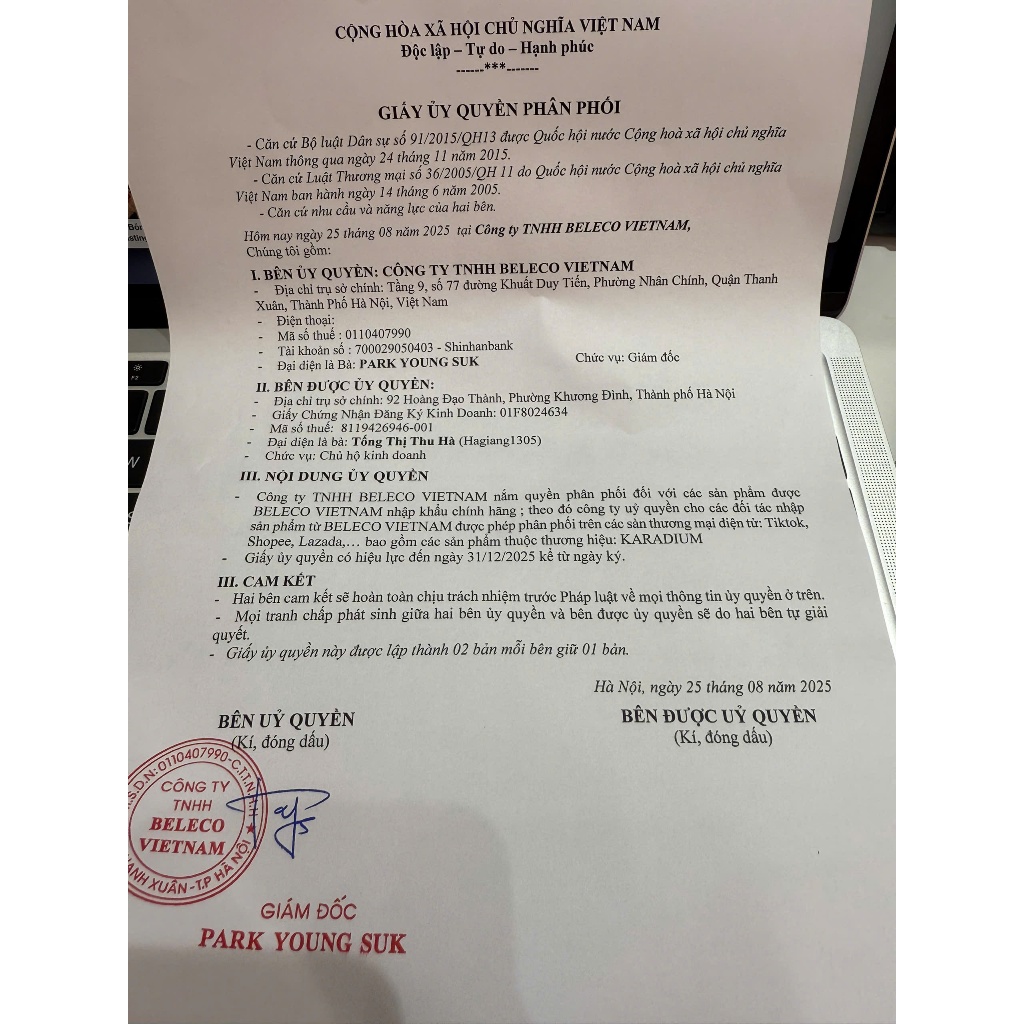 CỘNG HÒA XÃ HỘI CHỦ NGHĨA VIỆT NAM
Độc lập – Tự do – Hạnh phúc
------***-------
GIẤY ỦY QUYỀN PHÂN PHỐI
- Căn cứ Bộ luật Dân sự số 91/2015/QH13 được Quốc hội nước Cộng hoà xã hội chủ nghĩa
Việt Nam thông qua ngày 24 tháng 11 năm 2015.
- Căn cứ Luật Thương mại số 36/2005/QH 11 do Quốc hội nước Cộng hoà xã hội chủ nghĩa
Việt Nam ban hành ngày 14 tháng 6 năm 2005.
- Căn cứ nhu cầu và năng lực của hai bên.
Hôm nay ngày 25 tháng 08 năm 2025 tại Công ty TNHH BELECO VIETNAM,
Chúng tôi gồm:
I. BÊN ỦY QUYỀN: CÔNG TY TNHH BELECO VIETNAM
- Địa chỉ trụ sở chính: Tầng 9, số 77 đường Khuất Duy Tiến, Phường Nhân Chính, Quận Thanh
Xuân, Thành Phố Hà Nội, Việt Nam
- Điện thoại:
- Mã số thuế : 0110407990
- Tài khoản số : 700029050403 - Shinhanbank
- Đại diện là Bà: PARK YOUNG SUK Chức vụ: Giám đốc
II. BÊN ĐƯỢC ỦY QUYỀN:
- Địa chỉ trụ sở chính: 92 Hoàng Đạo Thành, Phường Khương Đình, Thành phố Hà Nội
- Giấy Chứng Nhận Đăng Ký Kinh Doanh: 01F8024634
- Mã số thuế: 8119426946-001
- Đại diện là bà: Tống Thị Thu Hà (Hagiang1305)
- Chức vụ: Chủ hộ kinh doanh
III. NỘI DUNG ỦY QUYỀN
- Công ty TNHH BELECO VIETNAM nắm quyền phân phối đối với các sản phẩm được
BELECO VIETNAM nhập khẩu chính hãng ; theo đó công ty uỷ quyền cho các đối tác nhập
sản phẩm từ BELECO VIETNAM được phép phân phối trên các sàn thương mại điện tử: Tiktok,
Shopee, Lazada,… bao gồm các sản phẩm thuộc thương hiệu: KARADIUM
- Giấy ủy quyền có hiệu lực đến ngày 31/12/2025 kể từ ngày ký.
III. CAM KẾT
- Hai bên cam kết sẽ hoàn toàn chịu trách nhiệm trước Pháp luật về mọi thông tin ủy quyền ở trên.
- Mọi tranh chấp phát sinh giữa hai bên ủy quyền và bên được ủy quyền sẽ do hai bên tự giải
quyết.
- Giấy ủy quyền này được lập thành 02 bản mỗi bên giữ 01 bản.
Hà Nội, ngày 25 tháng 08 năm 2025
BÊN UỶ QUYỀN BÊN ĐƯỢC UỶ QUYỀN
(Kí, đóng dấu) (Kí, đóng dấu)
.S.D.N:0110407990-C.T.T.N.H.H
CÔNG TY
TNHH
BELECO
VIETNAM
ANH XUÂN - T.P HÀ NỘI
GIÁM ĐỐC
PARK YOUNG SUK